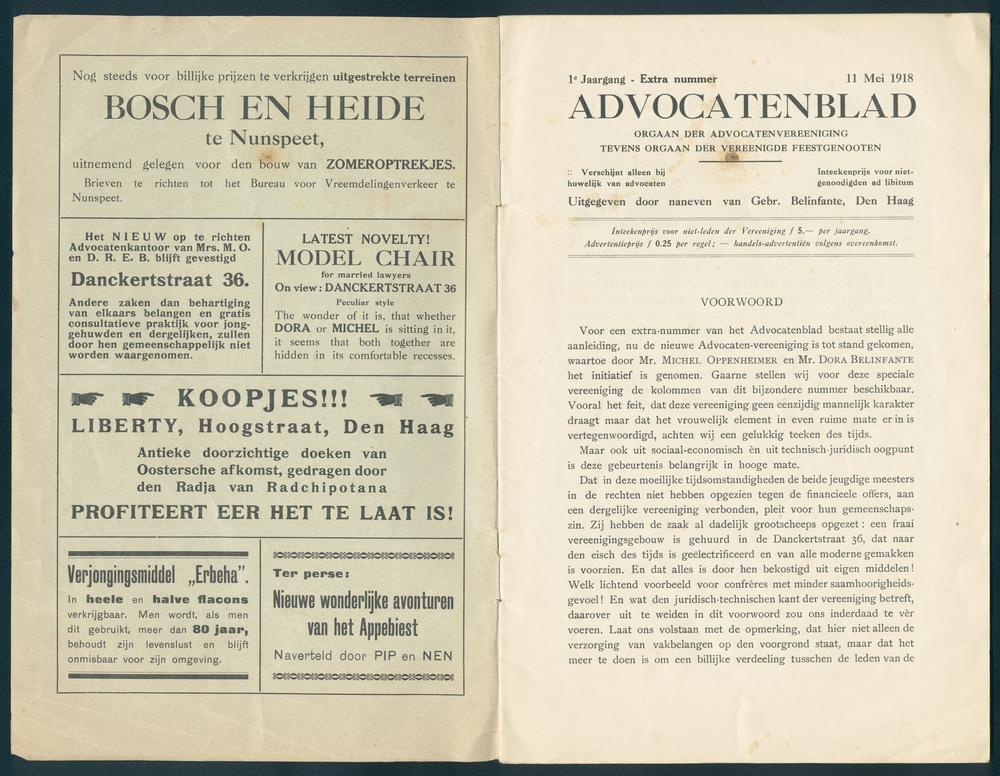 Nog steeds voor billijke prijzen te verkrijgen uitgestrekte terreinen
BOSCH EN HEIDE
te Nunspeet,
uitnemend gelegen voor den bouw van ZOMEROPTREKJES.
Brieven te richten tot het Bureau voor Vreemdelingenverkeer te
Nunspeet.
Het NIEUW op te richten
Advocatenkantoor van Mrs. M. O.
en D. R. E. B. blijft gevestigd
Danckertstraat 36.
Andere zaken dan behartiging
van elkaars belangen en gratis
consultatieve praktijk voor jong-
gehuwden en dergelijken, zullen
door hen gemeenschappelijk niet
worden waargenomen.
LATEST NOVELTY!
MODEL CHAIR
for married lawyers
On view: DANCKERTSTRAAT 36
Peculiar style
The wonder of it is, that whether
DORA or MICHEL is sitting in it,
it seems that both together are
hidden in its comfortable recesses.
KOOPJES!!!
LIBERTY, Hoogstraat, Den Haag
Antieke doorzichtige doeken van
Oostersche afkomst, gedragen door
den Radja van Radchipotana
PROFITEERT EER HET TE LAAT IS!
Verjongingsmiddel „Erbeha”.
In heele en halve flacons
verkrijgbaar. Men wordt, als men
dit gebruikt, meer dan 80 jaar,
behoudt zijn levenslust en blijft
onmisbaar voor zijn omgeving.
Ter perse:
Nieuwe wonderlijke avonturen
van het Appebiest
Naverteld door PIP en NEN
1e Jaargang - Extra nummer 11 Mei 1918
ADVOCATENBLAD
ORGAAN DER ADVOCATENVEREENIGING
TEVENS ORGAAN DER VEREENIGDE FEESTGENOOTEN
:: Verschijnt alleen bij
huwelijk van advocaten
Inteekenprijs voor niet-
genoodigden ad libitum
Uitgegeven door naneven van Gebr. Belinfante, Den Haag
Inteekenprijs voor niet-leden der Vereeniging f 5.— per jaargang.
Advertentieprijs f 0.25 per regel; — handels-advertentiën volgens overeenkomst.
VOORWOORD
Voor een extra-nummer van het Advocatenblad bestaat stellig alle
aanleiding, nu de nieuwe Advocaten-vereeniging is tot stand gekomen,
waartoe door Mr. MICHEL OPPENHEIMER en Mr. DORA BELINFANTE
het initiatief is genomen. Gaarne stellen wij voor deze speciale
vereeniging de kolommen van dit bijzondere nummer beschikbaar.
Vooral het feit, dat deze vereeniging geen eenzijdig mannelijk karakter
draagt maar dat het vrouwelijk element in even ruime mate er in is
vertegenwoordigd, achten wij een gelukkig teeken des tijds.
Maar ook uit sociaal-economisch èn uit technisch-juridisch oogpunt
is deze gebeurtenis belangrijk in hooge mate.
Dat in deze moeilijke tijdsomstandigheden de beide jeugdige meesters
in de rechten niet hebben opgezien tegen de financieele offers, aan
een dergelijke vereeniging verbonden, pleit voor hun gemeenschaps-
zin. Zij hebben de zaak al dadelijk grootscheeps opgezet: een fraai
vereenigingsgebouw is gehuurd in de Danckertstraat 36, dat naar
den eisch des tijds is geëlectrificeerd en van alle moderne gemakken
is voorzien. En dat alles is door hen bekostigd uit eigen middelen!
Welk lichtend voorbeeld voor confrères met minder saamhoorigheids-
gevoel! En wat den juridisch-technischen kant der vereeniging betreft,
daarover uit te weiden in dit voorwoord zou ons inderdaad te vèr
voeren. Laat ons volstaan met de opmerking, dat hier niet alleen de
verzorging van vakbelangen op den voorgrond staat, maar dat het
meer te doen is om een billijke verdeeling tusschen de leden van de